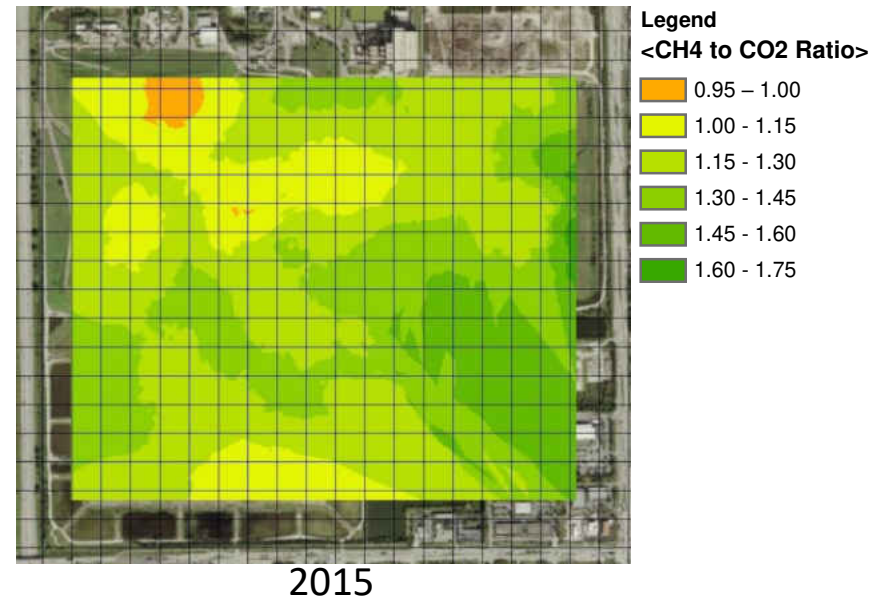 Legend
<CH4 to CO2 Ratio>
0.95 – 1.00
1.00 - 1.15
1.15 - 1.30
1.30 - 1.45
1.45 - 1.60
1.60 - 1.75
2015